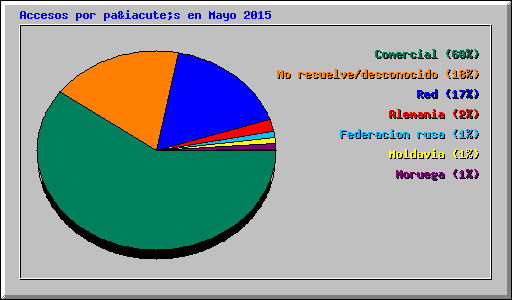 Accesos por pa&iacute;s en Mayo 2015
Comercial (60%)
No resuelve/desconocido (18%)
Red (17%)
Alemania (2%)
Federacion rusa (1%)
Moldavia (1%)
Noruega (1%)